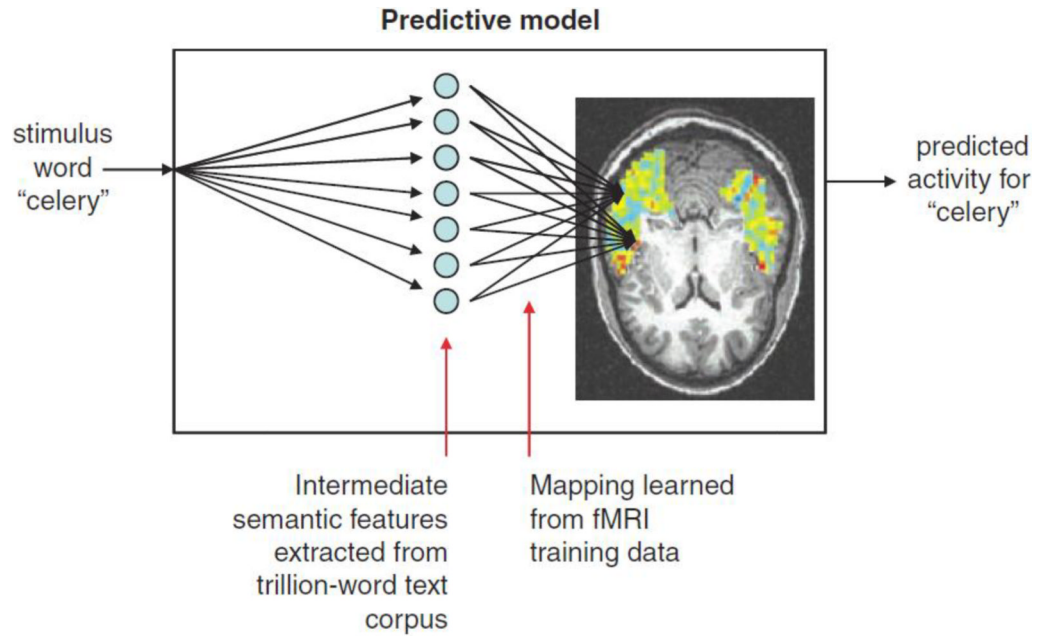 Predictive model
stimulus
word
“celery”
predicted
activity for
“celery”
Intermediate
semantic features
extracted from
trillion-word text
corpus
Mapping learned
from fMRI
training data